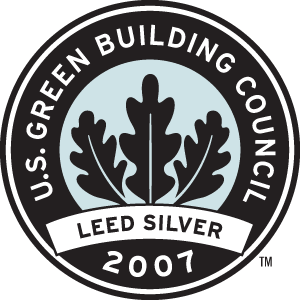 U.S. GREEN BUILDING COUNCIL
LEED SILVER
2007
™